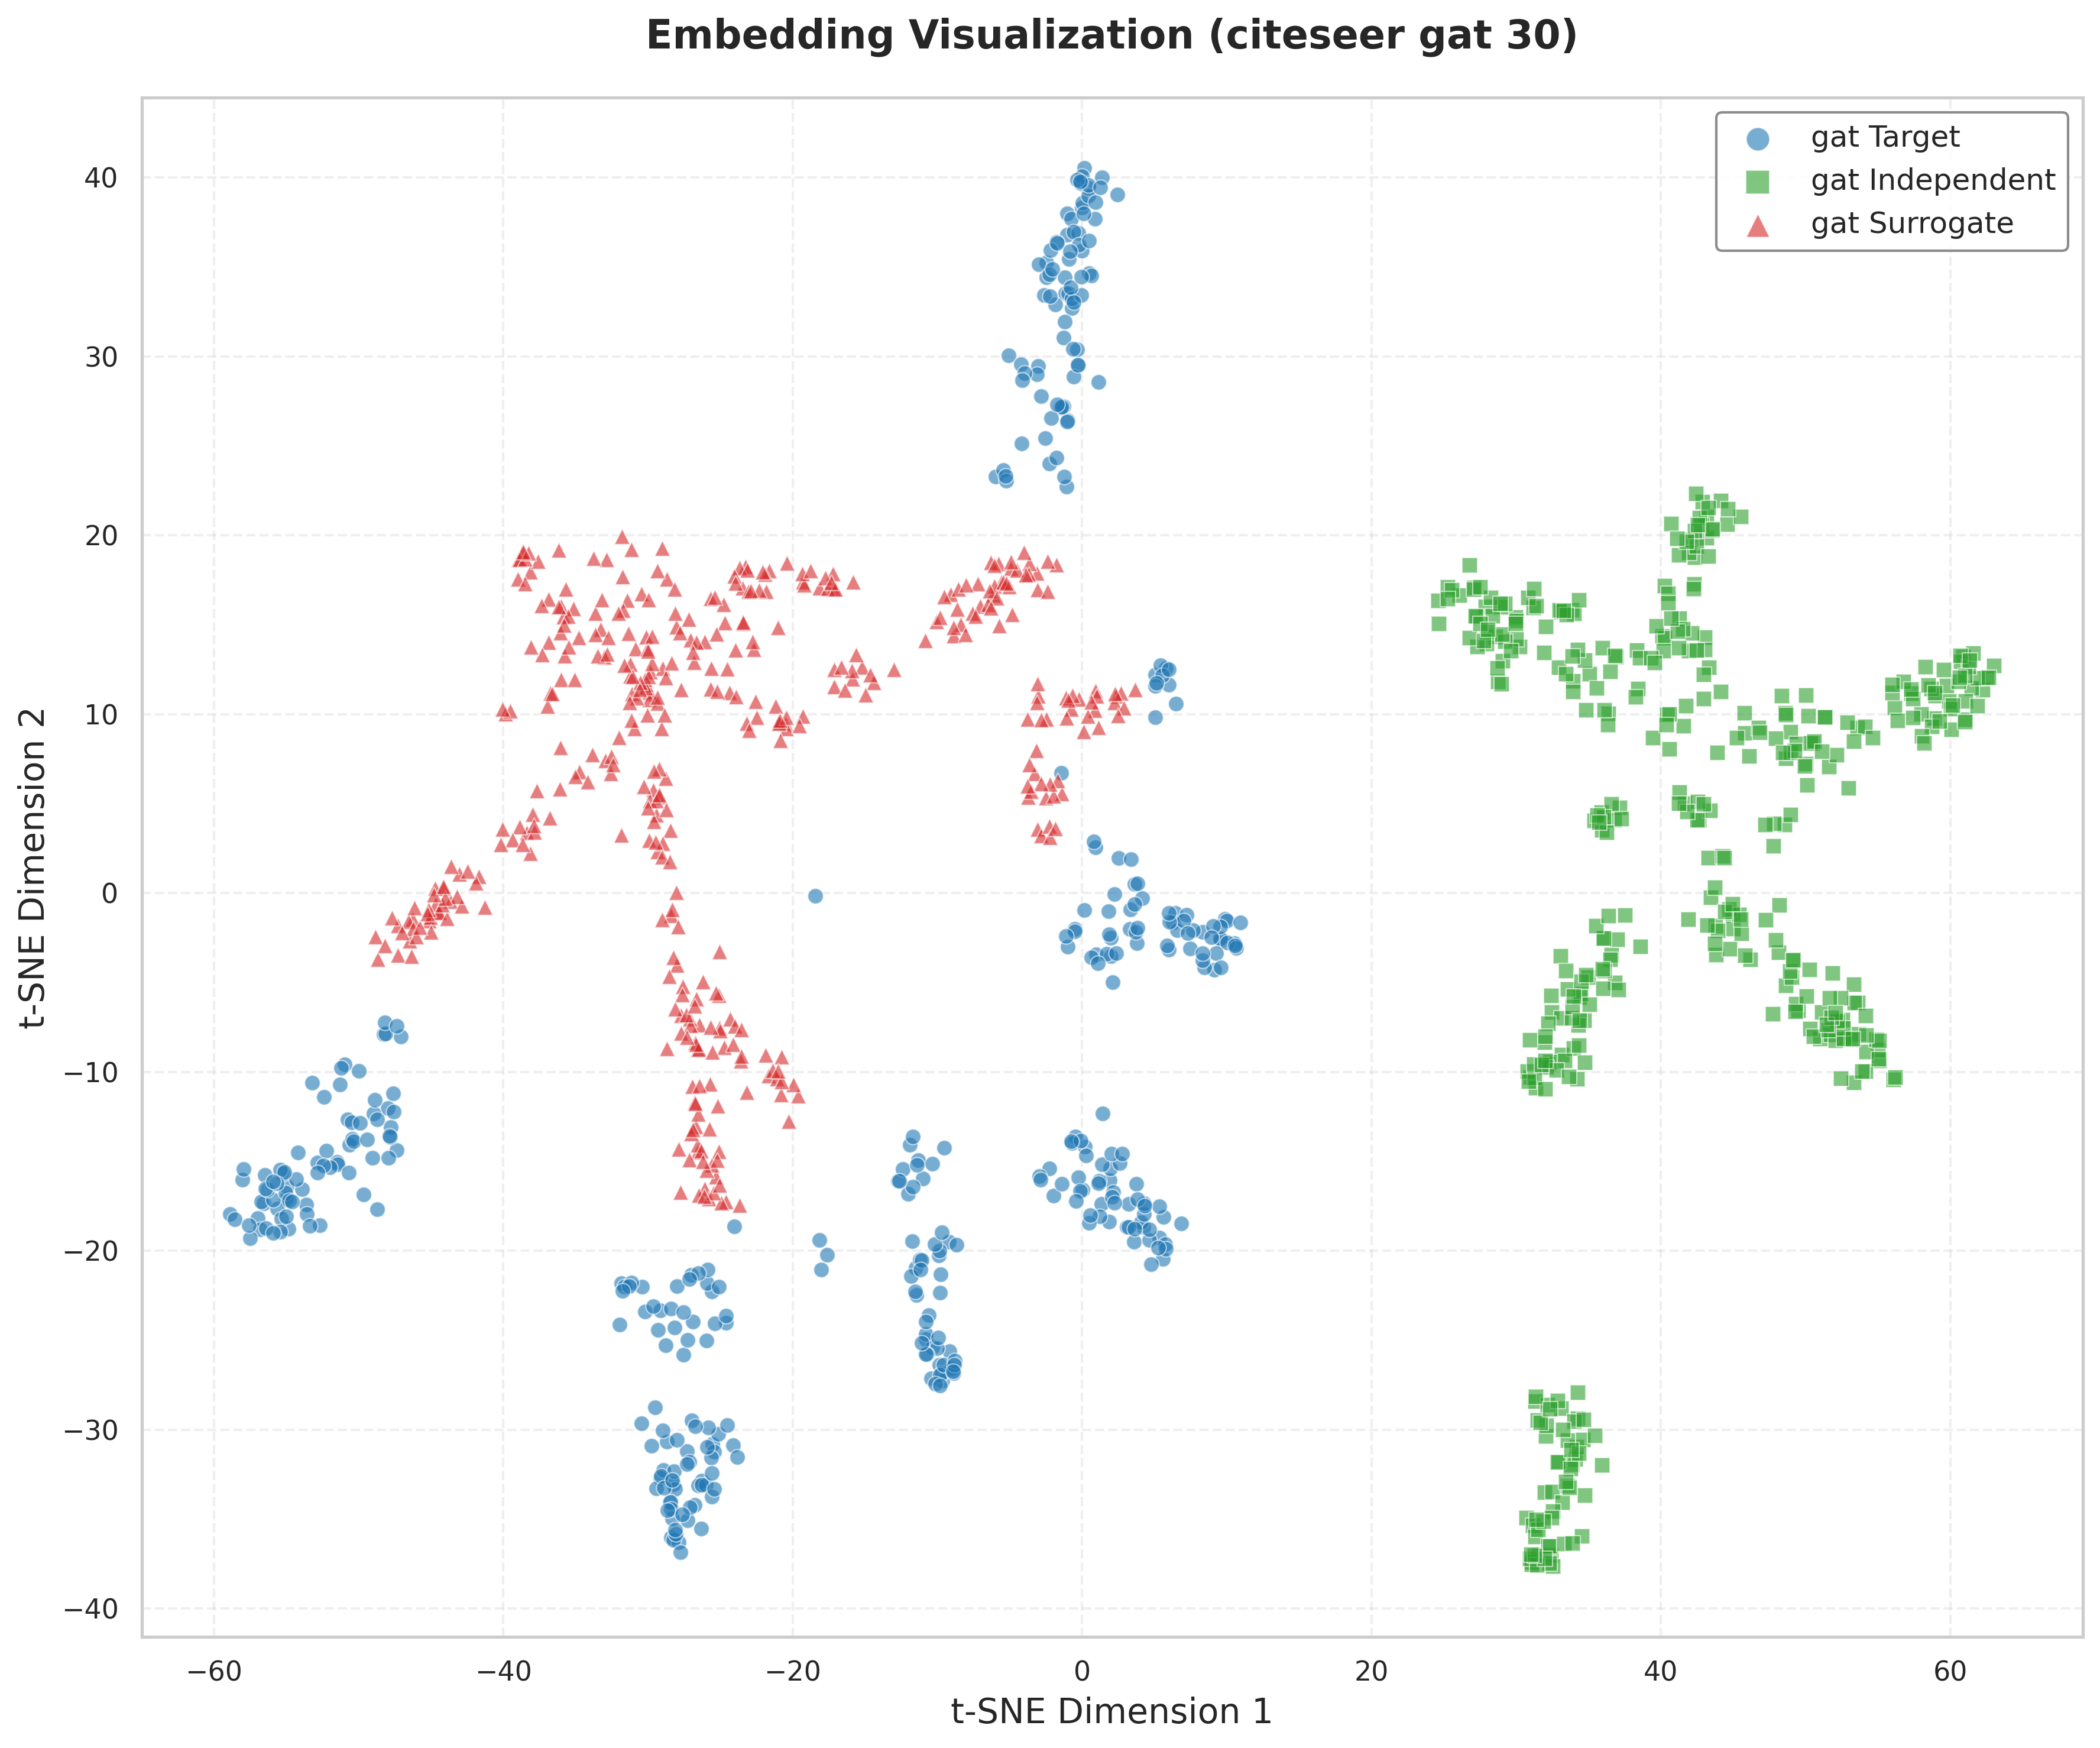 Embedding Visualization (citeseer gat 30)
gat Target
gat Independent
gat Surrogate
40
30
20
10
0
−10
−20
−30
−40
t-SNE Dimension 2
−60
−40
−20
0
20
40
60
t-SNE Dimension 1